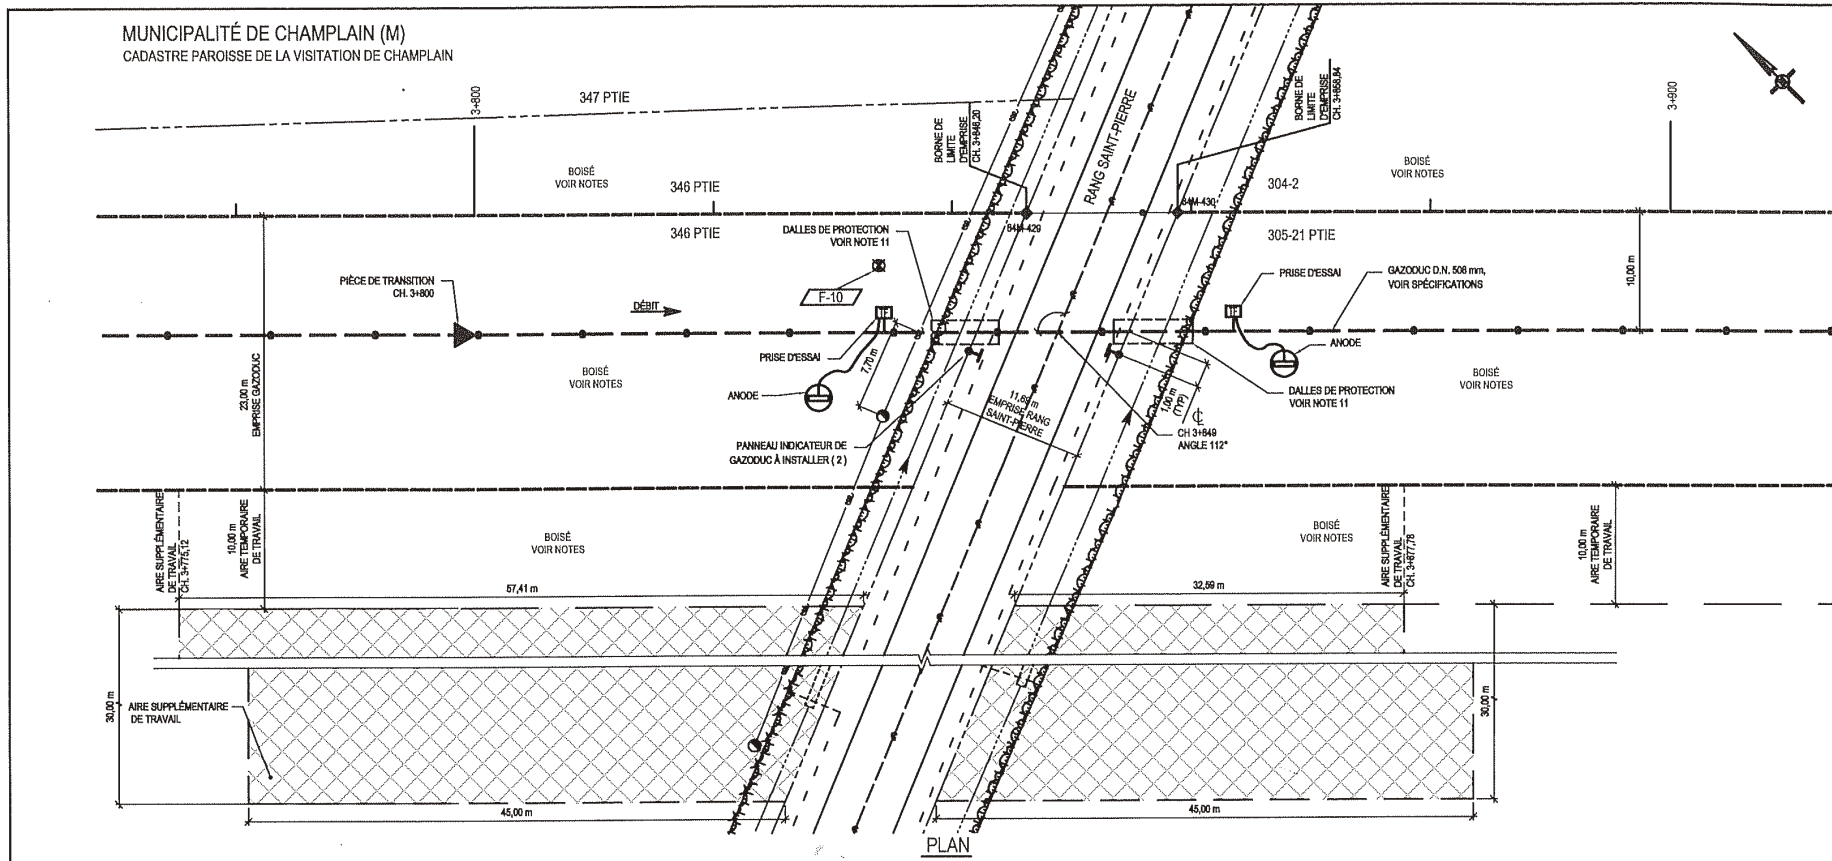 MUNICIPALITÉ DE CHAMPLAIN (M)
CADASTRE PAROISSE DE LA VISITATION DE CHAMPLAIN
3+800
347 PTIE
BORNE DE
LIMITE
D'EMPRISE
CH. 3+846,20
RANG SAINT-PIERRE
BORNE DE
LIMITE
D'EMPRISE
CH. 3+858,84
3+900
BOISÉ
VOIR NOTES
346 PTIE
304-2
BOISÉ
VOIR NOTES
84M-429
84M-430
346 PTIE
DALLES DE PROTECTION
VOIR NOTE 11
305-21 PTIE
PIÈCE DE TRANSITION
CH. 3+800
DÉBIT
F-10
PRISE D'ESSAI
GAZODUC D.N. 508 mm,
VOIR SPÉCIFICATIONS
10,00 m
PRISE D'ESSAI
ANODE
7,70 m
BOISÉ
VOIR NOTES
ANODE
BOISÉ
VOIR NOTES
23,00 m
EMPRISE GAZODUC
11,69 m
EMPRISE RANG
SAINT-PIERRE
1,00 m
(TYP)
DALLES DE PROTECTION
VOIR NOTE 11
℄
CH 3+849
ANGLE 112°
PANNEAU INDICATEUR DE
GAZODUC À INSTALLER ( 2 )
AIRE SUPPLÉMENTAIRE
DE TRAVAIL
CH. 3+775,12
10,00 m
AIRE TEMPORAIRE
DE TRAVAIL
BOISÉ
VOIR NOTES
BOISÉ
VOIR NOTES
AIRE SUPPLÉMENTAIRE
DE TRAVAIL
CH. 3+877,78
10,00 m
AIRE TEMPORAIRE
DE TRAVAIL
57,41 m
32,59 m
30,00 m
AIRE SUPPLÉMENTAIRE
DE TRAVAIL
30,00 m
45,00 m
45,00 m
PLAN